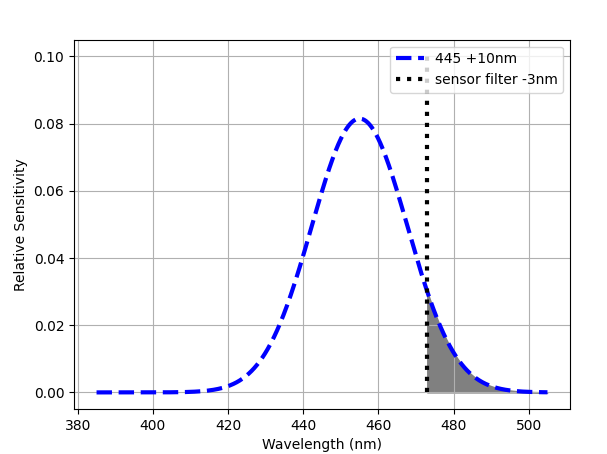 0.10
0.08
0.06
0.04
0.02
0.00
Relative Sensitivity
445 +10nm
sensor filter -3nm
380 400 420 440 460 480 500
Wavelength (nm)